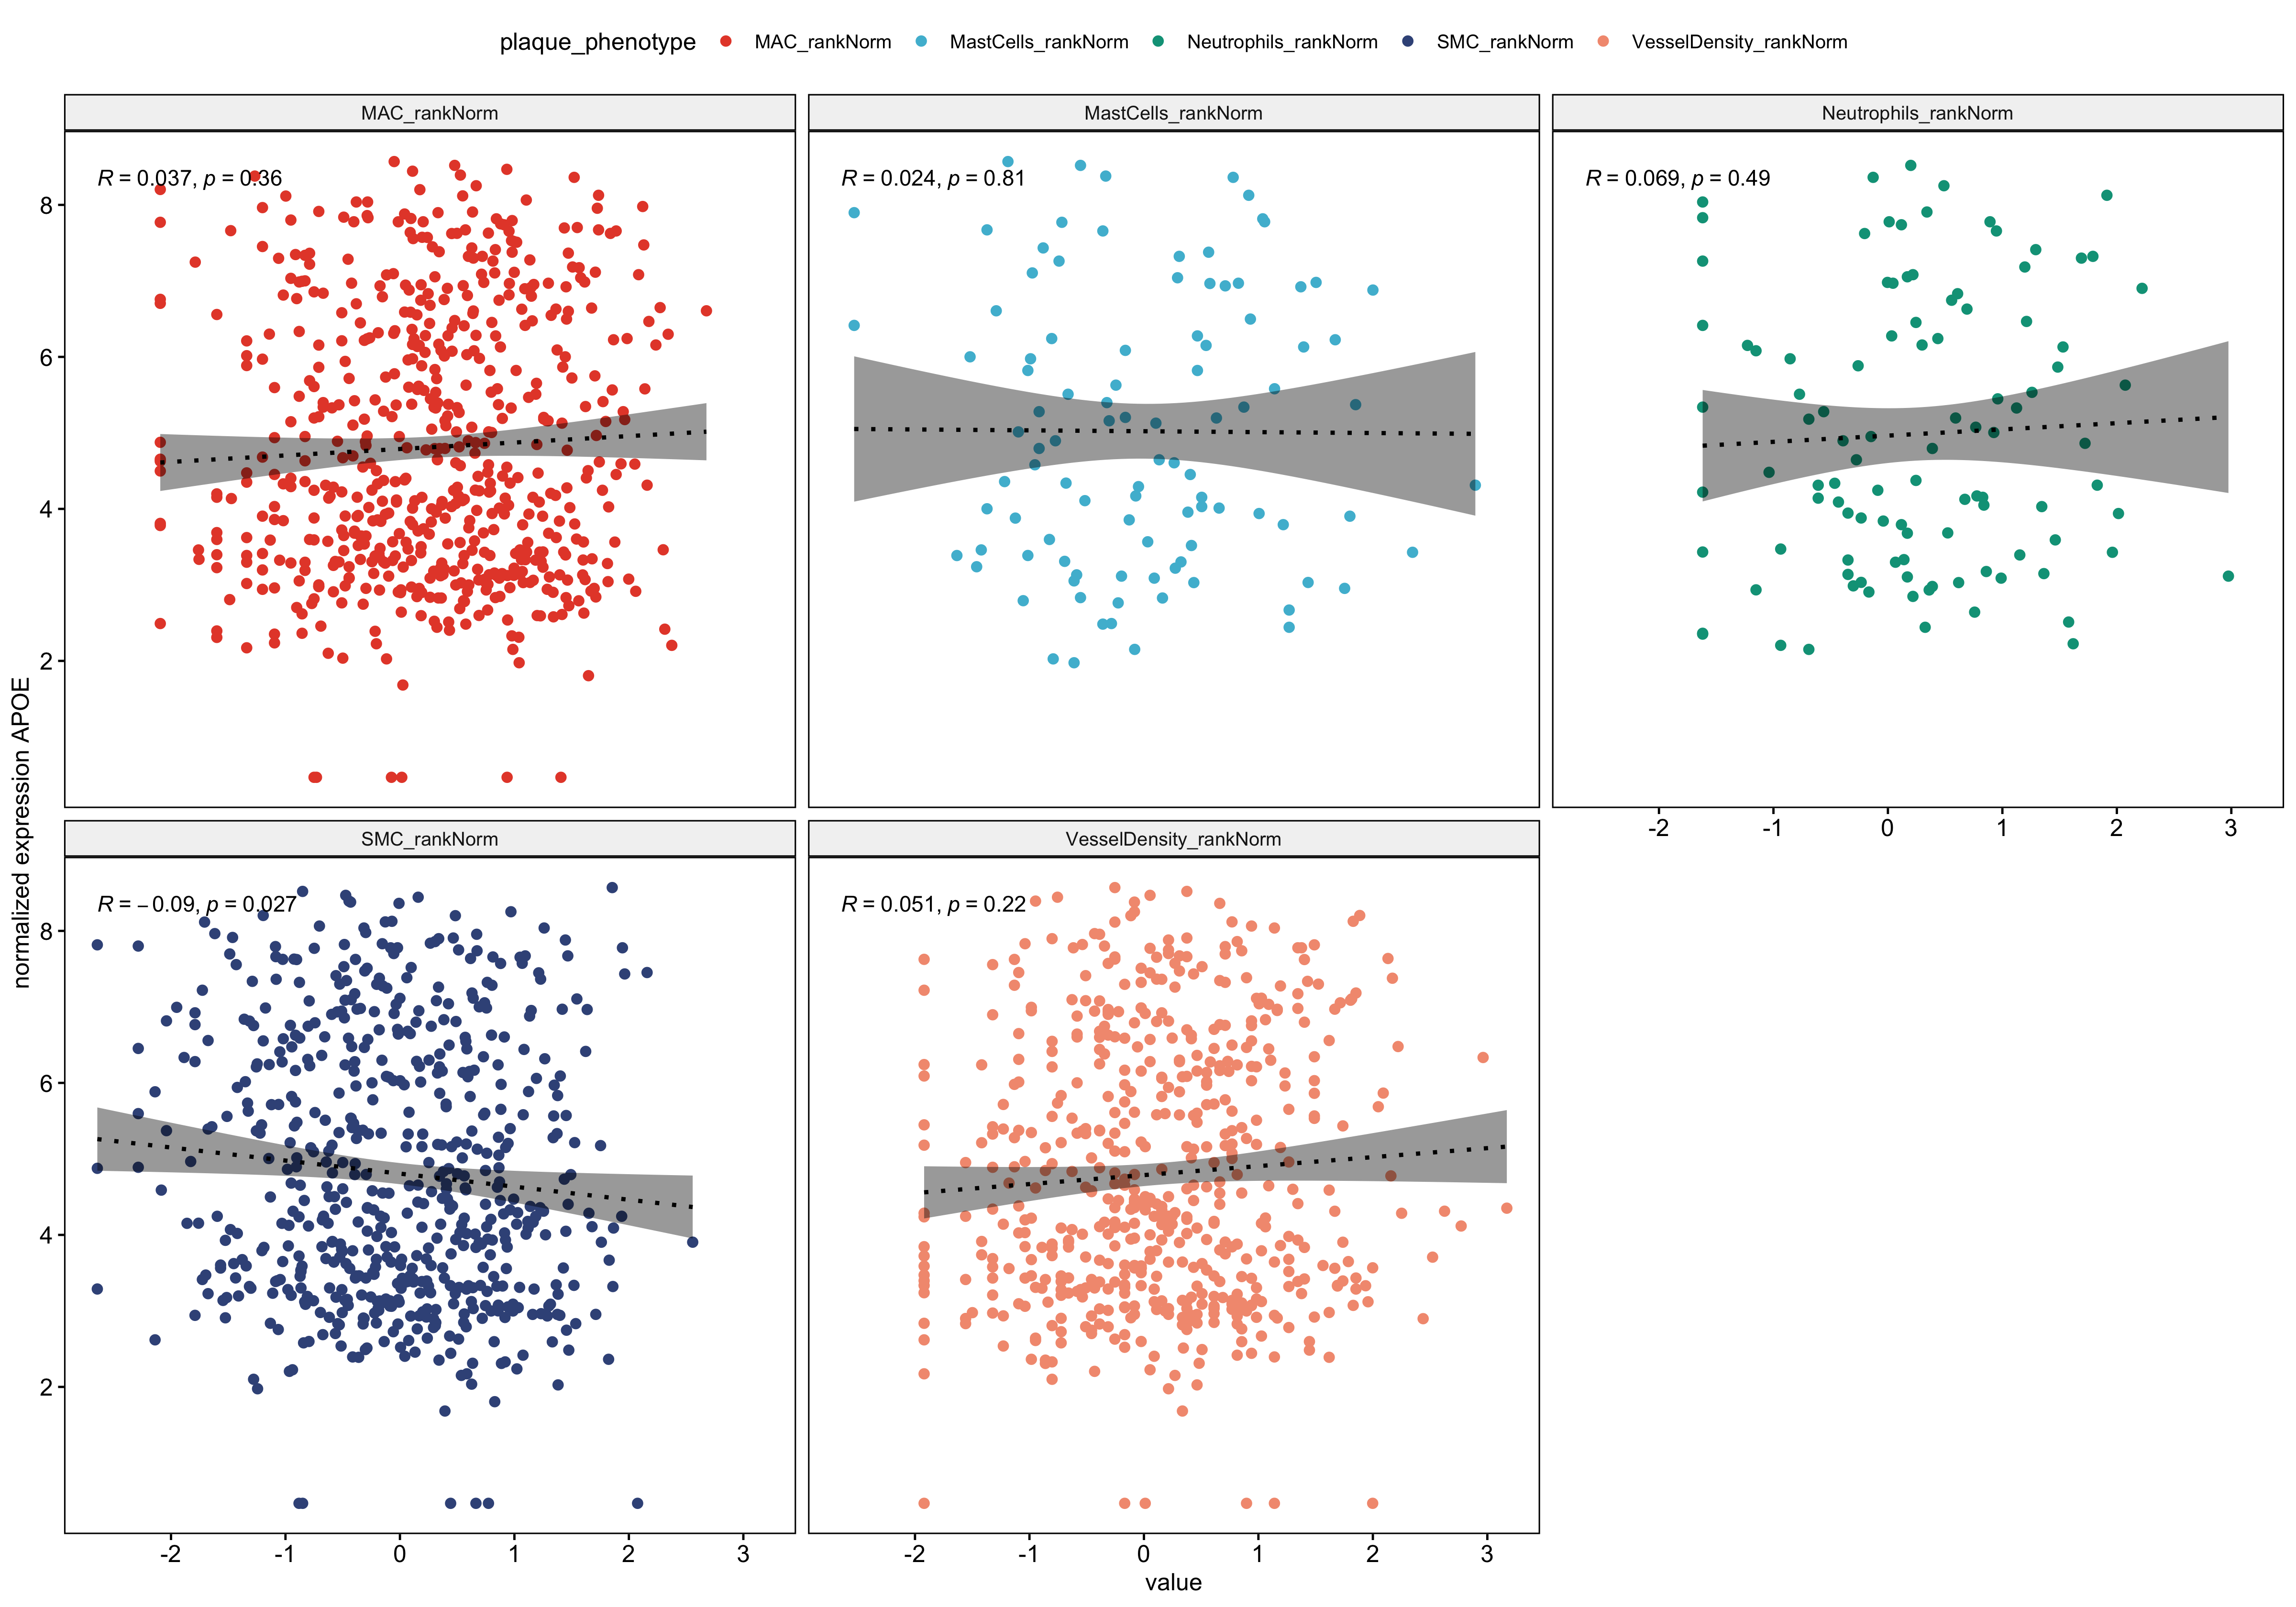 plaque_phenotype MAC_rankNorm MastCells_rankNorm Neutrophils_rankNorm SMC_rankNorm VesselDensity_rankNorm
MAC_rankNorm
MastCells_rankNorm
Neutrophils_rankNorm
R = 0.037, p = 0.36
R = 0.024, p = 0.81
R = 0.069, p = 0.49
8
6
4
2
-2 -1 0 1 2 3
normalized expression APOE
SMC_rankNorm
VesselDensity_rankNorm
R = −0.09, p = 0.027
R = 0.051, p = 0.22
8
6
4
2
-2 -1 0 1 2 3
-2 -1 0 1 2 3
value